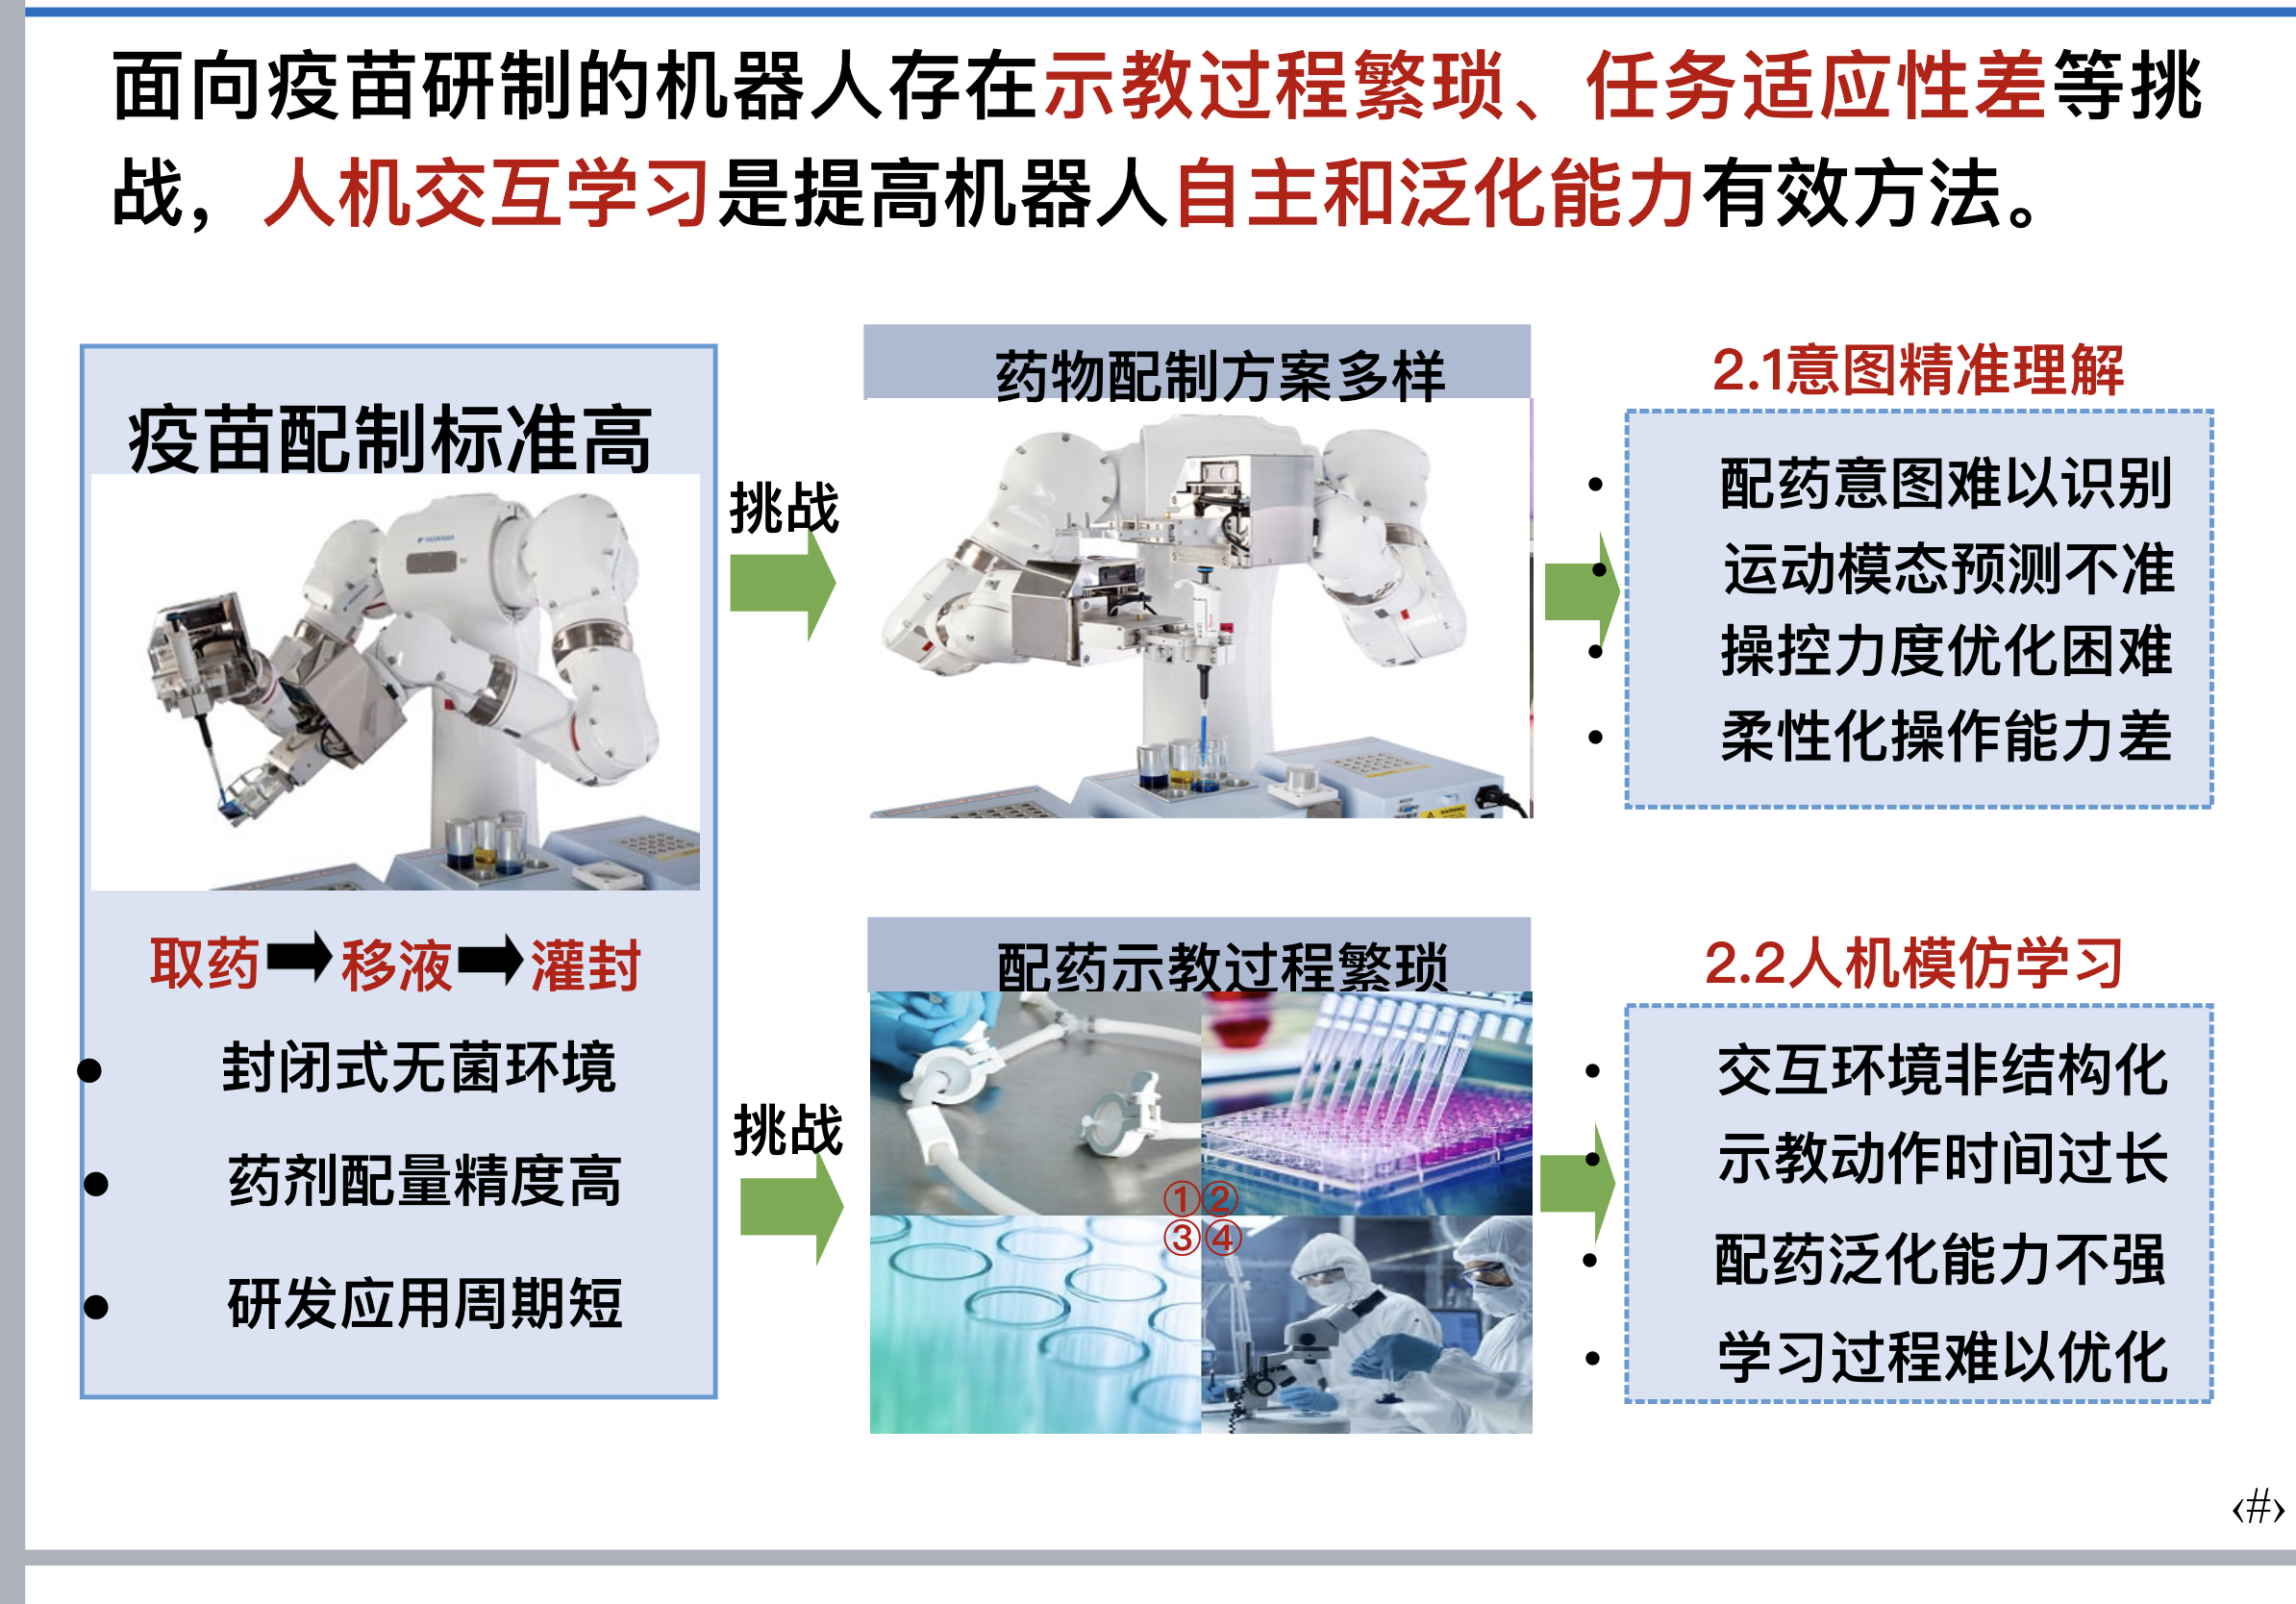 面向疫苗研制的机器人存在示教过程繁琐、任务适应性差等挑
战，人机交互学习是提高机器人自主和泛化能力有效方法。
疫苗配制标准高
取药 移液 灌封
• 封闭式无菌环境
• 药剂配量精度高
• 研发应用周期短
挑战
药物配制方案多样
2.1意图精准理解
• 配药意图难以识别
• 运动模态预测不准
• 操控力度优化困难
• 柔性化操作能力差
挑战
配药示教过程繁琐
①②
③④
2.2人机模仿学习
• 交互环境非结构化
• 示教动作时间过长
• 配药泛化能力不强
• 学习过程难以优化
‹#›